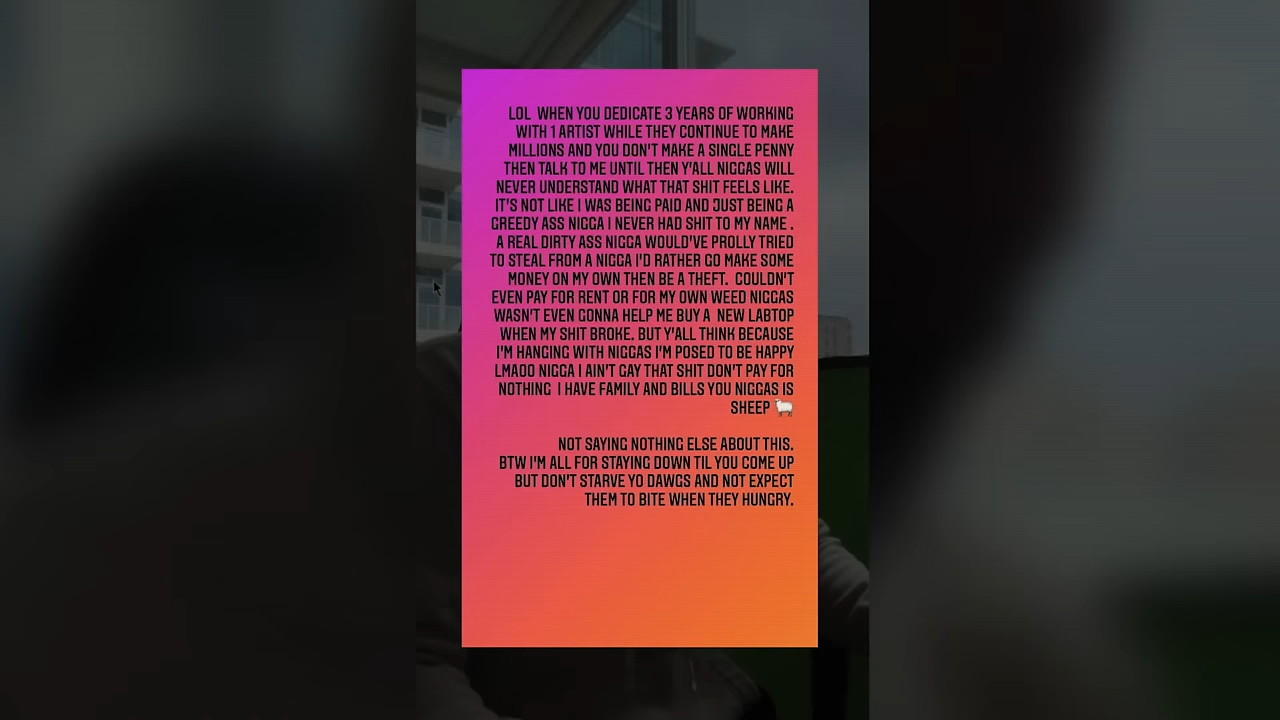 LOL WHEN YOU DEDICATE 3 YEARS OF WORKING
WITH 1 ARTIST WHILE THEY CONTINUE TO MAKE
MILLIONS AND YOU DON'T MAKE A SINGLE PENNY
THEN TALK TO ME UNTIL THEN Y'ALL NIGGAS WILL
NEVER UNDERSTAND WHAT THAT SHIT FEELS LIKE.
IT'S NOT LIKE I WAS BEING PAID AND JUST BEING A
GREEDY ASS NIGGA I NEVER HAD SHIT TO MY NAME .
A REAL DIRTY ASS NIGGA WOULD'VE PROLLY TRIED
TO STEAL FROM A NIGGA I'D RATHER GO MAKE SOME
MONEY ON MY OWN THEN BE A THEFT. COULDN'T
EVEN PAY FOR RENT OR FOR MY OWN WEED NIGGAS
WASN'T EVEN GONNA HELP ME BUY A NEW LABTOP
WHEN MY SHIT BROKE. BUT Y'ALL THINK BECAUSE
I'M HANGING WITH NIGGAS I'M POSED TO BE HAPPY
LMAOO NIGGA I AIN'T GAY THAT SHIT DON'T PAY FOR
NOTHING I HAVE FAMILY AND BILLS YOU NIGGAS IS
SHEEP 🐑
NOT SAYING NOTHING ELSE ABOUT THIS.
BTW I'M ALL FOR STAYING DOWN TIL YOU COME UP
BUT DON'T STARVE YO DAWGS AND NOT EXPECT
THEM TO BITE WHEN THEY HUNGRY.